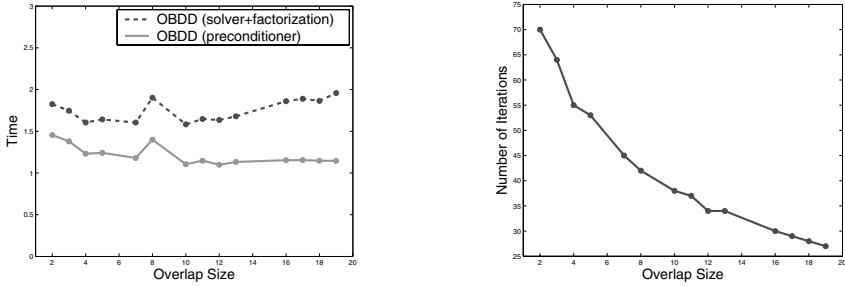 OBDD (solver+factorization)
OBDD (preconditioner)
3
2.5
2
1.5
1
0.5
0
Time
2 4 6 8 10 12 14 16 18 20
Overlap Size
75
70
65
60
55
50
45
40
35
30
25
Number of Iterations
2 4 6 8 10 12 14 16 18 20
Overlap Size